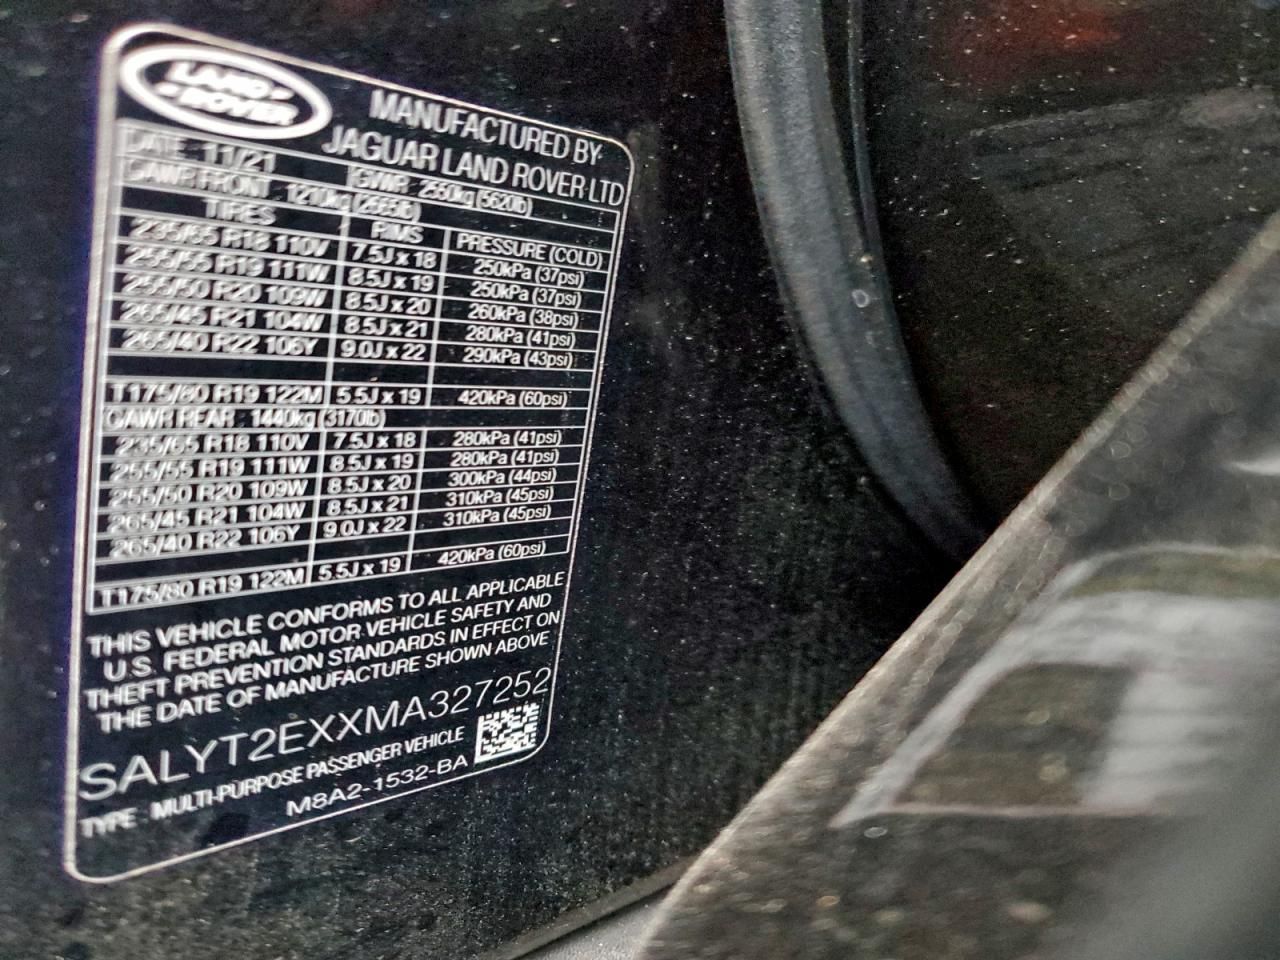 LAND ROVER
MANUFACTURED BY:
JAGUAR LAND ROVER LTD
DATE: 11/21 GVWR: 2550kg (5620lb)
GAWR FRONT: 1210kg (2665lb)
TIRES RIMS PRESSURE (COLD)
235/65 R18 110V 7.5J x 18 250kPa (37psi)
255/55 R19 111W 8.5J x 19 250kPa (37psi)
255/50 R20 109W 8.5J x 20 260kPa (38psi)
265/45 R21 104W 8.5J x 21 280kPa (41psi)
265/40 R22 106Y 9.0J x 22 290kPa (43psi)
T175/80 R19 122M 5.5J x 19 420kPa (60psi)
GAWR REAR: 1440kg (3170lb)
235/65 R18 110V 7.5J x 18 280kPa (41psi)
255/55 R19 111W 8.5J x 19 280kPa (41psi)
255/50 R20 109W 8.5J x 20 300kPa (44psi)
265/45 R21 104W 8.5J x 21 310kPa (45psi)
265/40 R22 106Y 9.0J x 22 310kPa (45psi)
T175/80 R19 122M 5.5J x 19 420kPa (60psi)
THIS VEHICLE CONFORMS TO ALL APPLICABLE
U.S. FEDERAL MOTOR VEHICLE SAFETY AND
THEFT PREVENTION STANDARDS IN EFFECT ON
THE DATE OF MANUFACTURE SHOWN ABOVE
SALYT2EXXMA327252
TYPE: MULTI-PURPOSE PASSENGER VEHICLE
M8A2-1532-BA